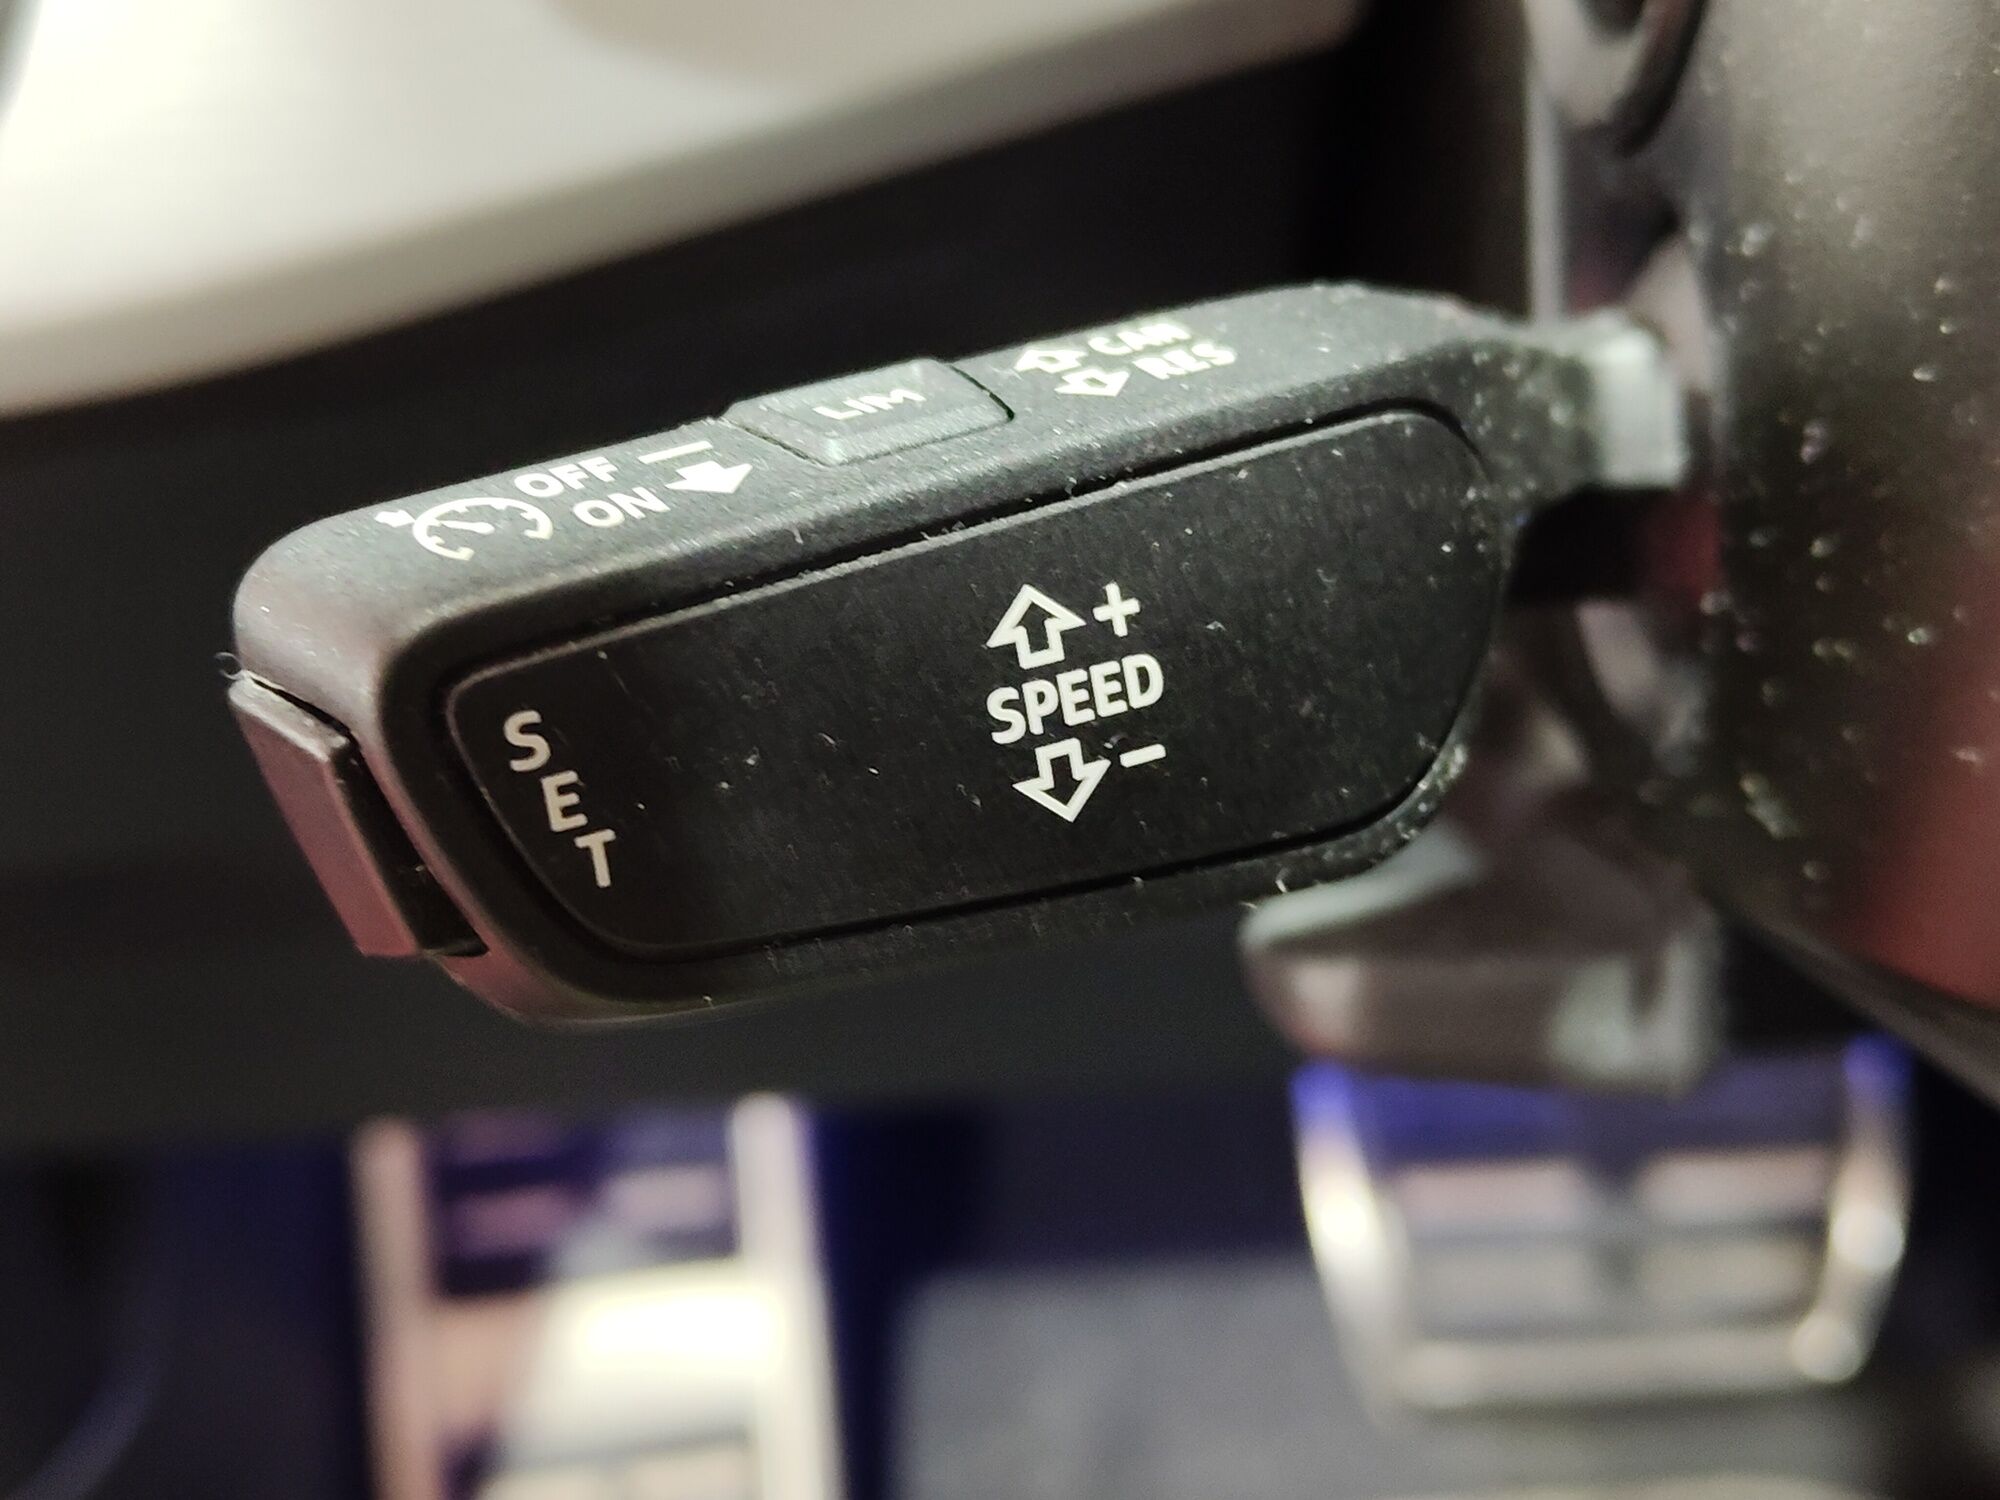 OFF
ON
LIM
CAN
RES
+
SPEED
−
SET